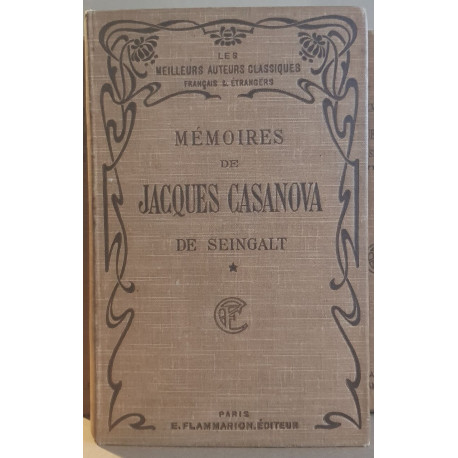 LES
MEILLEURS AUTEURS CLASSIQUES
FRANÇAIS & ÉTRANGERS
MÉMOIRES
DE
JACQUES CASANOVA
DE SEINGALT
*
PARIS
E. FLAMMARION, ÉDITEUR